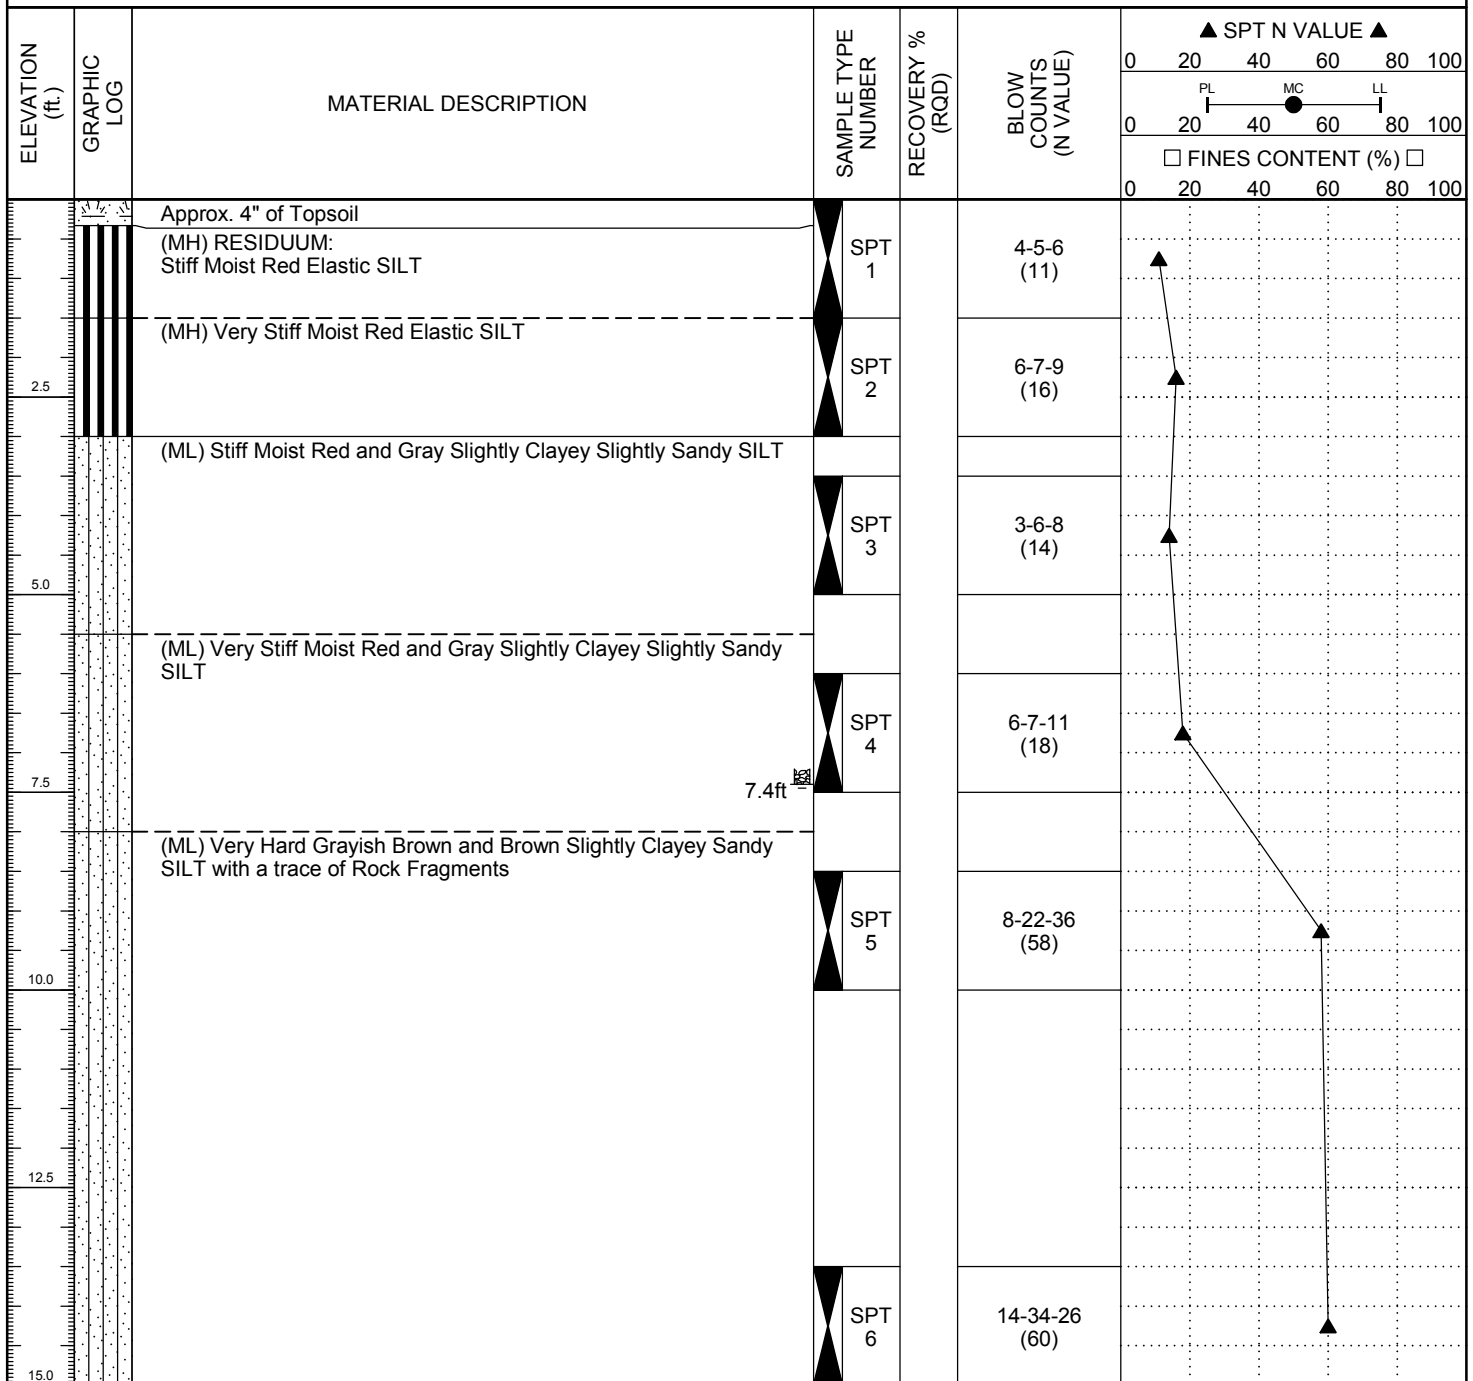 ELEVATION
(ft.)
GRAPHIC
LOG
MATERIAL DESCRIPTION
SAMPLE TYPE
NUMBER
RECOVERY %
(RQD)
BLOW
COUNTS
(N VALUE)
▲ SPT N VALUE ▲
0 20 40 60 80 100
PL MC LL
0 20 40 60 80 100
□ FINES CONTENT (%) □
0 20 40 60 80 100
Approx. 4" of Topsoil
(MH) RESIDUUM:
Stiff Moist Red Elastic SILT
SPT
1
4-5-6
(11)
(MH) Very Stiff Moist Red Elastic SILT
2.5
SPT
2
6-7-9
(16)
(ML) Stiff Moist Red and Gray Slightly Clayey Slightly Sandy SILT
SPT
3
3-6-8
(14)
5.0
(ML) Very Stiff Moist Red and Gray Slightly Clayey Slightly Sandy
SILT
SPT
4
6-7-11
(18)
7.5
7.4ft
(ML) Very Hard Grayish Brown and Brown Slightly Clayey Sandy
SILT with a trace of Rock Fragments
SPT
5
8-22-36
(58)
10.0
12.5
SPT
6
14-34-26
(60)
15.0